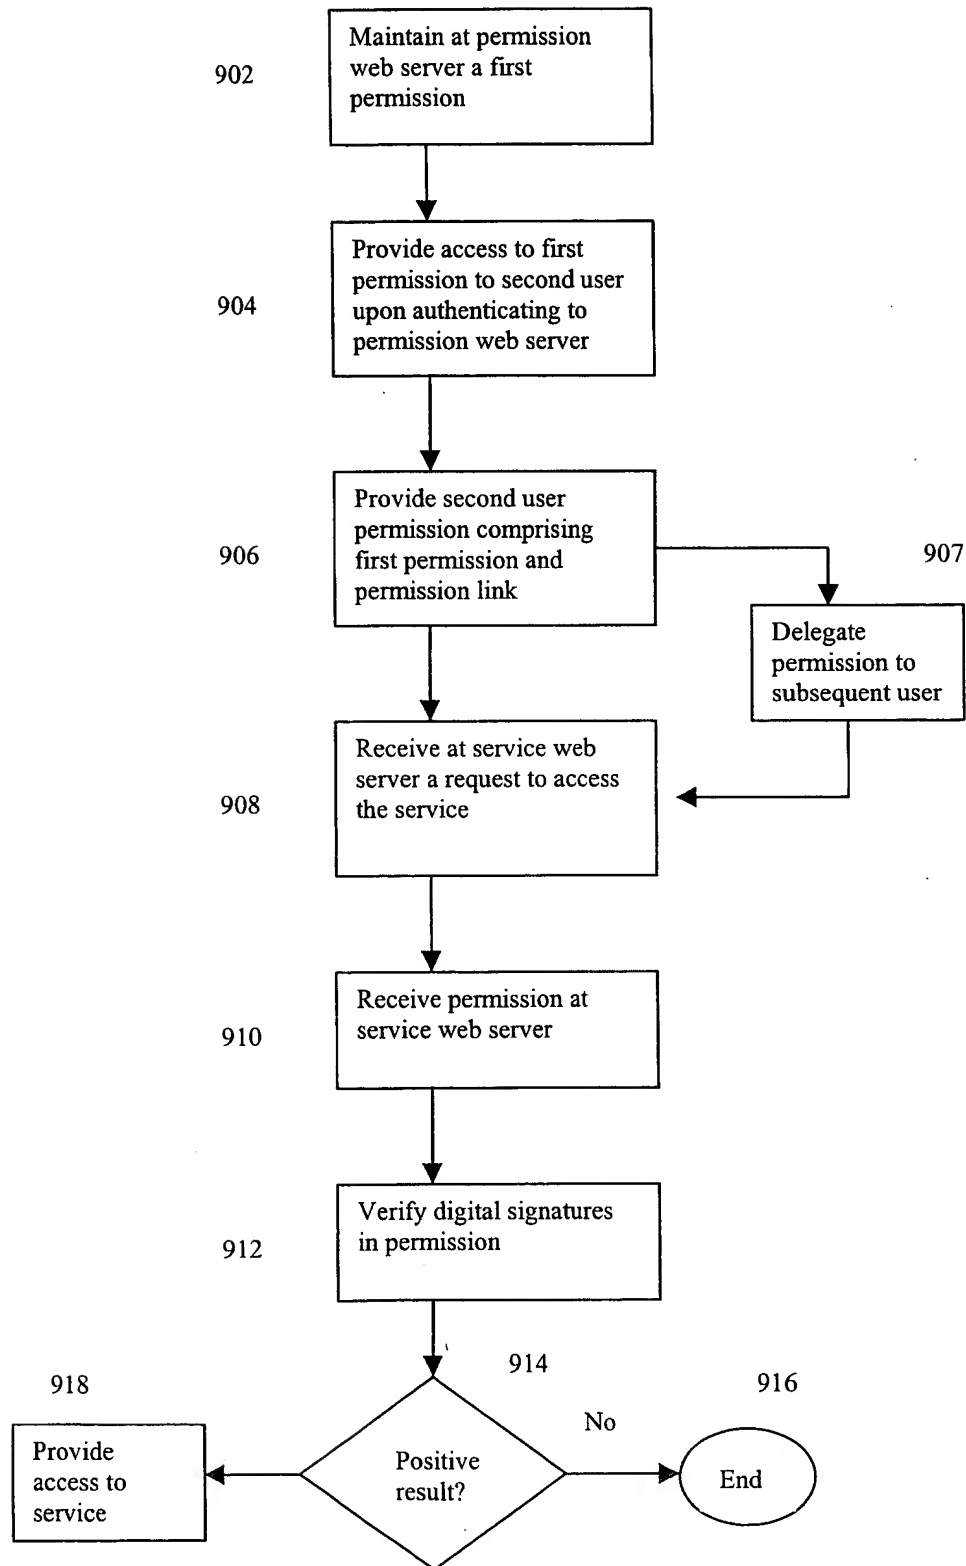 902
Maintain at permission
web server a first
permission
904
Provide access to first
permission to second user
upon authenticating to
permission web server
906
Provide second user
permission comprising
first permission and
permission link
907
Delegate
permission to
subsequent user
908
Receive at service web
server a request to access
the service
910
Receive permission at
service web server
912
Verify digital signatures
in permission
914
Positive
result?
No
916
End
918
Provide
access to
service